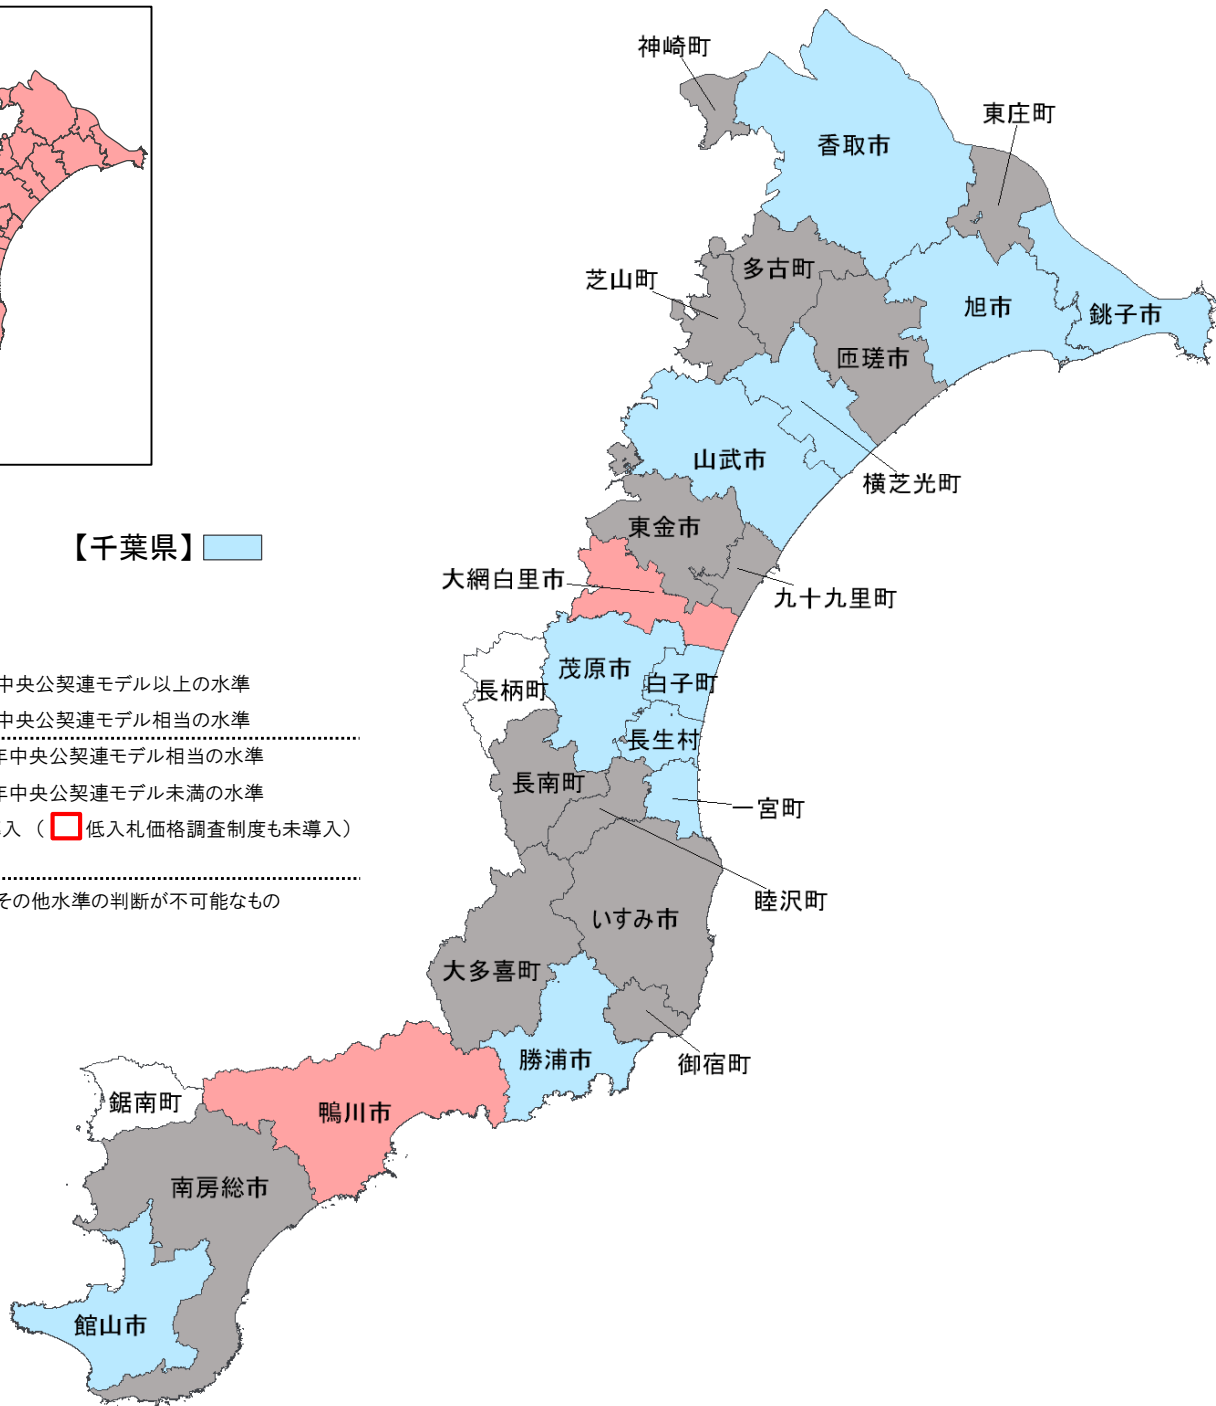 神崎町
東庄町
香取市
多古町
芝山町
旭市
銚子市
匝瑳市
山武市
横芝光町
東金市
【千葉県】
大網白里市
九十九里町
茂原市
白子町
長柄町
中央公契連モデル以上の水準
中央公契連モデル相当の水準
長生村
年中央公契連モデル相当の水準
長南町
年中央公契連モデル未満の水準
一宮町
入 ( 低入札価格調査制度も未導入)
睦沢町
その他水準の判断が不可能なもの
いすみ市
大多喜町
勝浦市
御宿町
鋸南町
鴨川市
南房総市
館山市